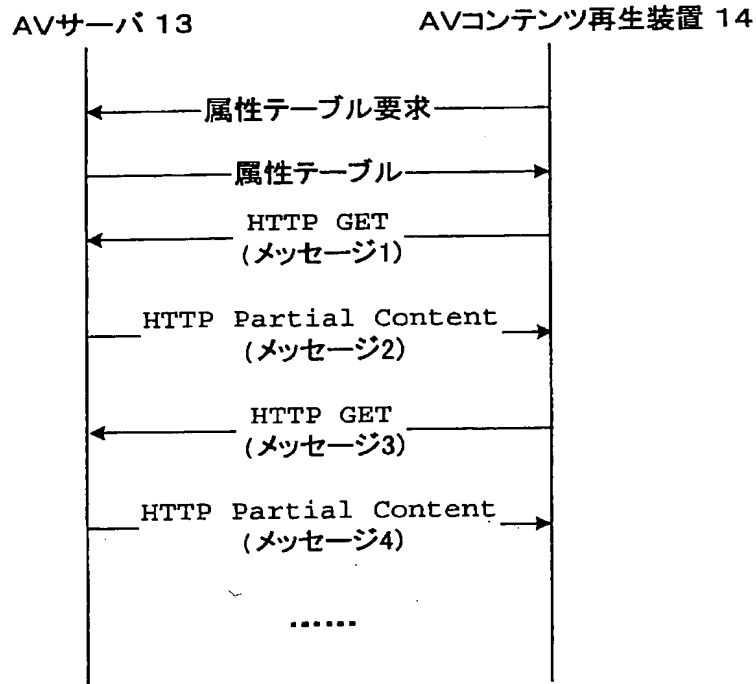 AVサーバ 13
AVコンテンツ再生装置 14
属性テーブル要求
属性テーブル
HTTP GET
(メッセージ1)
HTTP Partial Content
(メッセージ2)
HTTP GET
(メッセージ3)
HTTP Partial Content
(メッセージ4)
......